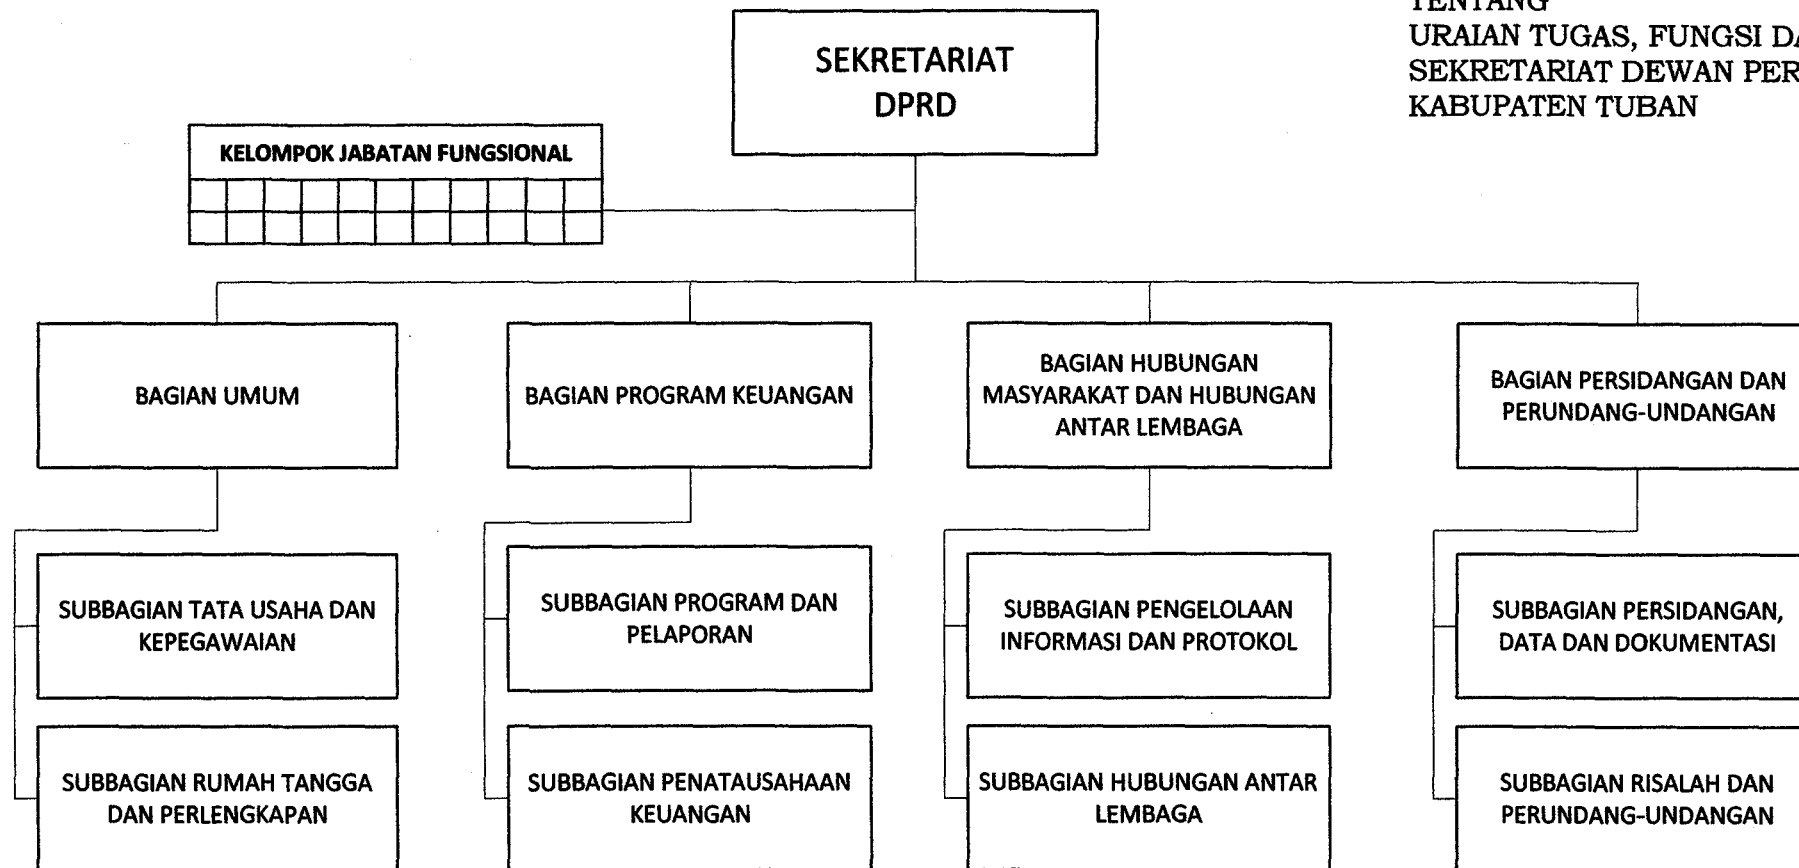 TENTANG
URAIAN TUGAS, FUNGSI
SEKRETARIAT DEWAN
KABUPATEN TUBAN
SEKRETARIAT
DPRD
KELOMPOK JABATAN FUNGSIONAL
BAGIAN UMUM
BAGIAN PROGRAM KEUANGAN
BAGIAN HUBUNGAN
MASYARAKAT DAN HUBUNGAN
ANTAR LEMBAGA
BAGIAN PERSIDANGAN DAN
PERUNDANG-UNDANGAN
SUBBAGIAN TATA USAHA DAN
KEPEGAWAIAN
SUBBAGIAN PROGRAM DAN
PELAPORAN
SUBBAGIAN PENGELOLAAN
INFORMASI DAN PROTOKOL
SUBBAGIAN PERSIDANGAN,
DATA DAN DOKUMENTASI
SUBBAGIAN RUMAH TANGGA
DAN PERLENGKAPAN
SUBBAGIAN PENATAUSAHAAN
KEUANGAN
SUBBAGIAN HUBUNGAN ANTAR
LEMBAGA
SUBBAGIAN RISALAH DAN
PERUNDANG-UNDANGAN